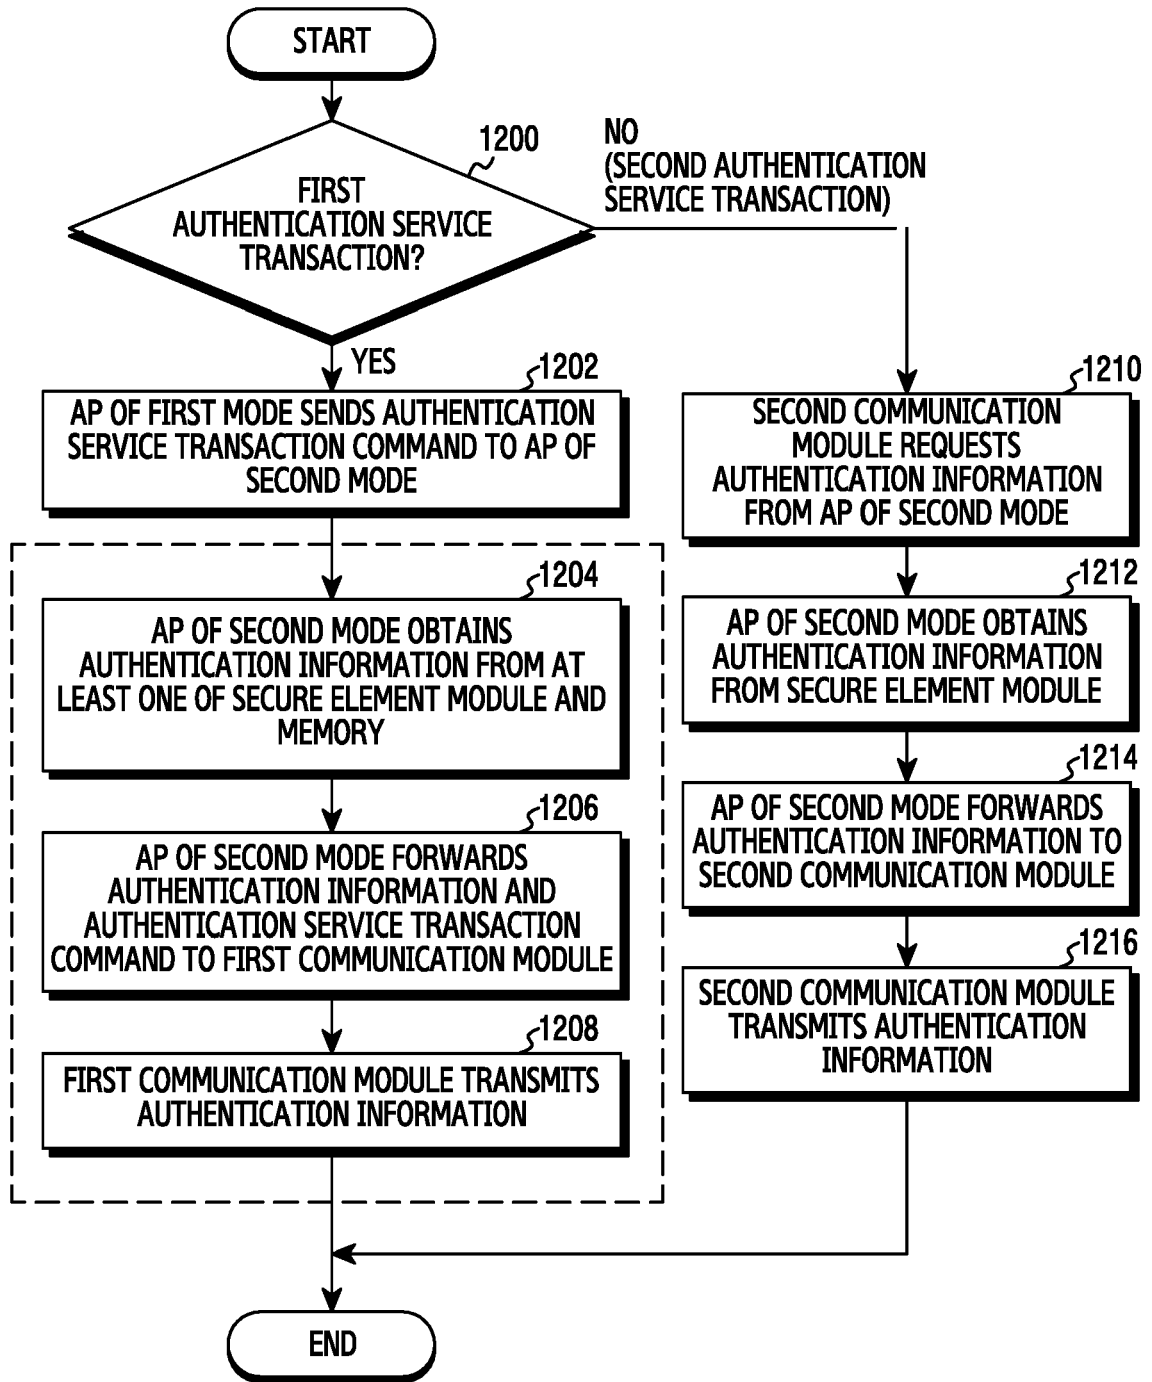 START
1200
FIRST
AUTHENTICATION SERVICE
TRANSACTION?
NO
(SECOND AUTHENTICATION
SERVICE TRANSACTION)
YES
1202
AP OF FIRST MODE SENDS AUTHENTICATION
SERVICE TRANSACTION COMMAND TO AP OF
SECOND MODE
1204
AP OF SECOND MODE OBTAINS
AUTHENTICATION INFORMATION FROM AT
LEAST ONE OF SECURE ELEMENT MODULE AND
MEMORY
1206
AP OF SECOND MODE FORWARDS
AUTHENTICATION INFORMATION AND
AUTHENTICATION SERVICE TRANSACTION
COMMAND TO FIRST COMMUNICATION MODULE
1208
FIRST COMMUNICATION MODULE TRANSMITS
AUTHENTICATION INFORMATION
1210
SECOND COMMUNICATION
MODULE REQUESTS
AUTHENTICATION INFORMATION
FROM AP OF SECOND MODE
1212
AP OF SECOND MODE OBTAINS
AUTHENTICATION INFORMATION
FROM SECURE ELEMENT MODULE
1214
AP OF SECOND MODE FORWARDS
AUTHENTICATION INFORMATION TO
SECOND COMMUNICATION MODULE
1216
SECOND COMMUNICATION MODULE
TRANSMITS AUTHENTICATION
INFORMATION
END